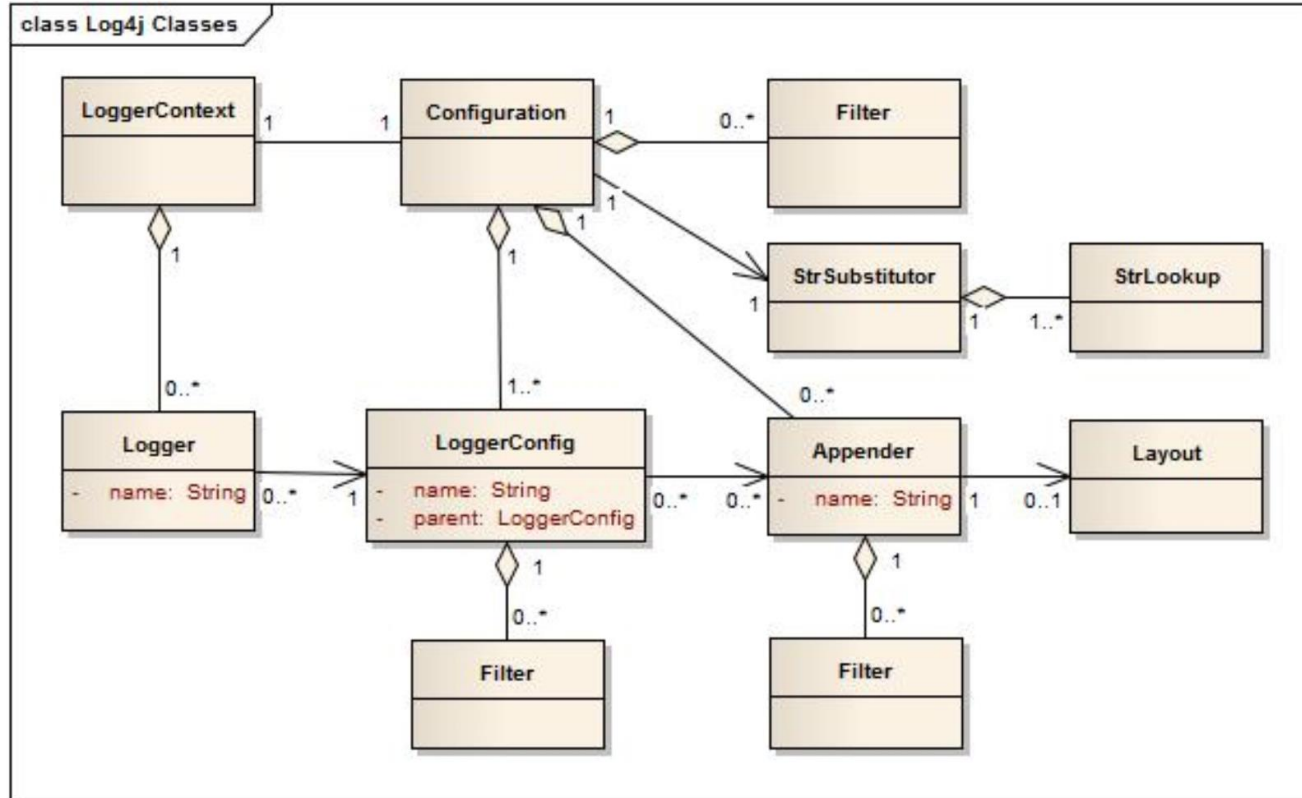 class Log4j Classes
LoggerContext
Configuration
Filter
1
1
1
0..*
1
1
1
1
StrSubstitutor
StrLookup
1
1
1..*
0..*
1..*
0..*
Logger
LoggerConfig
Appender
Layout
- name: String
0..*
1
- name: String
- parent: LoggerConfig
0..*
0..*
- name: String
1
0..1
1
1
0..*
0..*
Filter
Filter